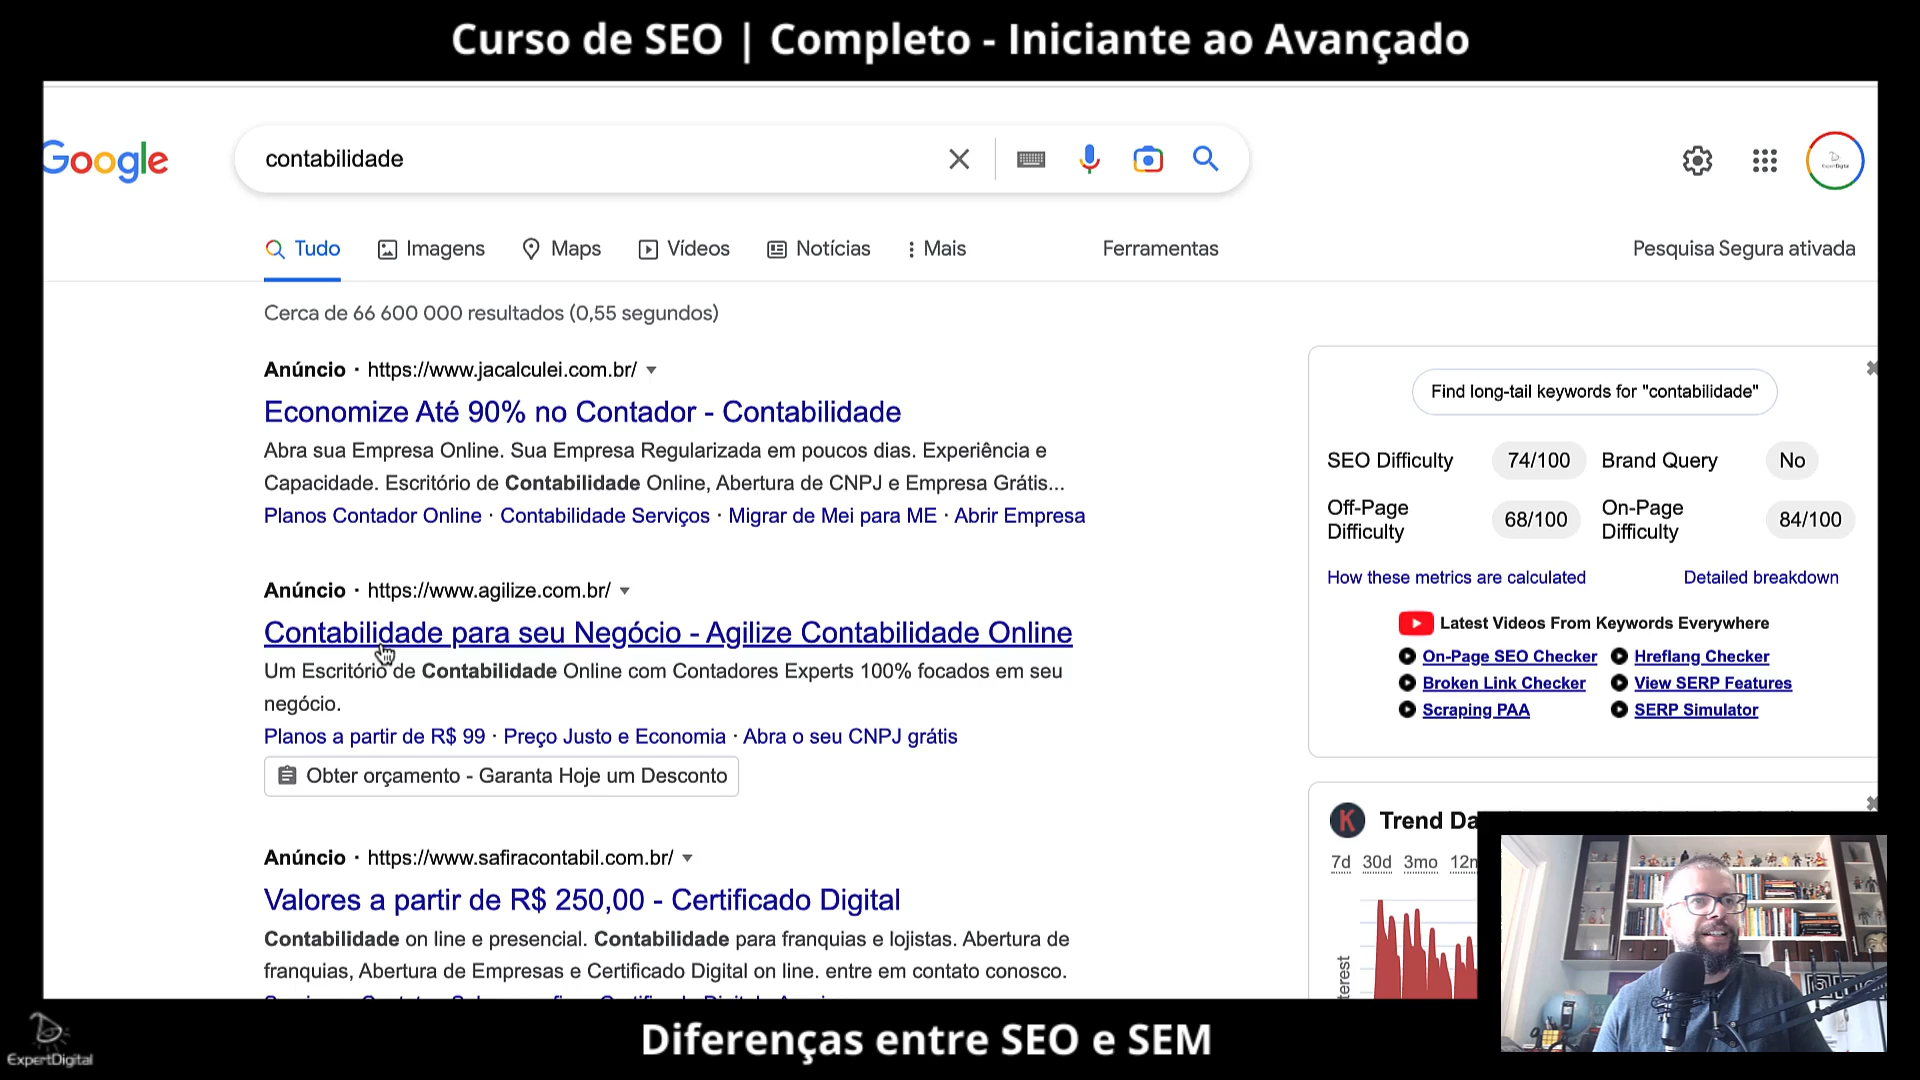 Curso de SEO | Completo - Iniciante ao Avançado
Google
contabilidade
Tudo
Imagens
Maps
Vídeos
Notícias
Mais
Ferramentas
Pesquisa Segura ativada
Cerca de 66 600 000 resultados (0,55 segundos)
Anúncio · https://www.jacalculei.com.br/
Economize Até 90% no Contador - Contabilidade
Abra sua Empresa Online. Sua Empresa Regularizada em poucos dias. Experiência e
Capacidade. Escritório de Contabilidade Online, Abertura de CNPJ e Empresa Grátis...
Planos Contador Online · Contabilidade Serviços · Migrar de Mei para ME · Abrir Empresa
Anúncio · https://www.agilize.com.br/
Contabilidade para seu Negócio - Agilize Contabilidade Online
Um Escritório de Contabilidade Online com Contadores Experts 100% focados em seu
negócio.
Planos a partir de R$ 99 · Preço Justo e Economia · Abra o seu CNPJ grátis
Obter orçamento - Garanta Hoje um Desconto
Anúncio · https://www.safiracontabil.com.br/
Valores a partir de R$ 250,00 - Certificado Digital
Contabilidade on line e presencial. Contabilidade para franquias e lojistas. Abertura de
franquias, Abertura de Empresas e Certificado Digital on line. entre em contato conosco.
Find long-tail keywords for "contabilidade"
SEO Difficulty 74/100 Brand Query No
Off-Page Difficulty 68/100 On-Page Difficulty 84/100
How these metrics are calculated
Detailed breakdown
Latest Videos From Keywords Everywhere
On-Page SEO Checker
Hreflang Checker
Broken Link Checker
View SERP Features
Scraping PAA
SERP Simulator
K
Trend Da
7d 30d 3mo 12m
terest
ExpertDigital
Diferenças entre SEO e SEM